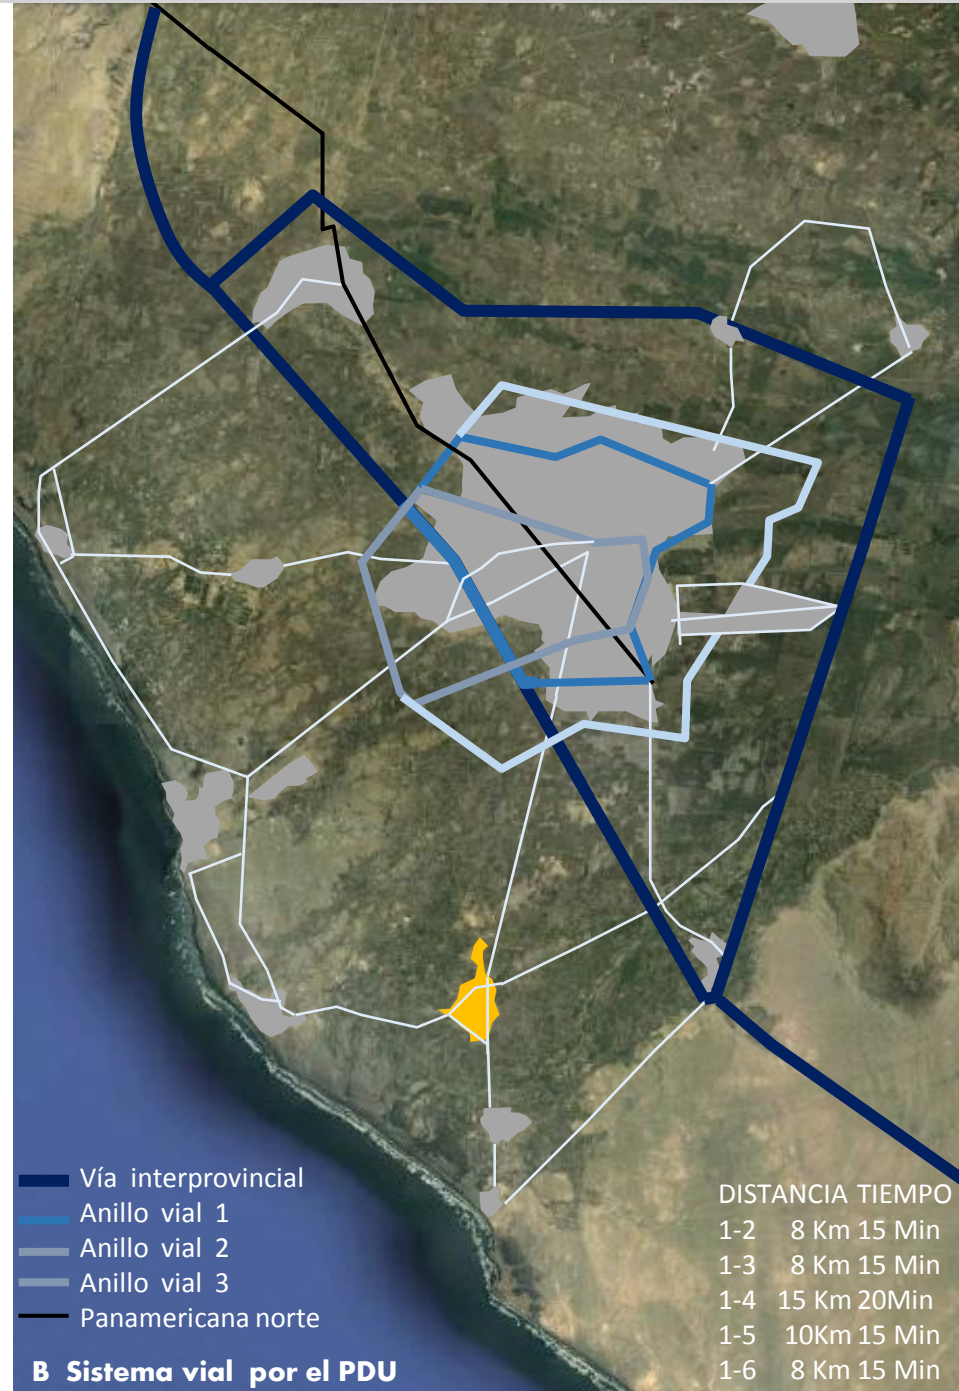 Vía interprovincial
Anillo vial 1
Anillo vial 2
Anillo vial 3
Panamericana norte
B Sistema vial por el PDU
DISTANCIA TIEMPO
1-2 8 Km 15 Min
1-3 8 Km 15 Min
1-4 15 Km 20Min
1-5 10Km 15 Min
1-6 8 Km 15 Min